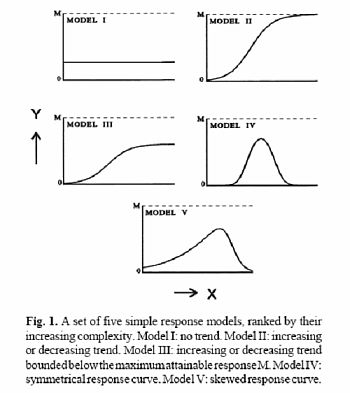 M MODEL I
0
M MODEL II
0
Y
M MODEL III
0
M MODEL IV
0
M MODEL V
0
X
Fig. 1. A set of five simple response models, ranked by their
increasing complexity. Model I: no trend. Model II: increasing
or decreasing trend. Model III: increasing or decreasing trend
bounded below the maximum attainable response M. Model IV:
symmetrical response curve. Model V: skewed response curve.